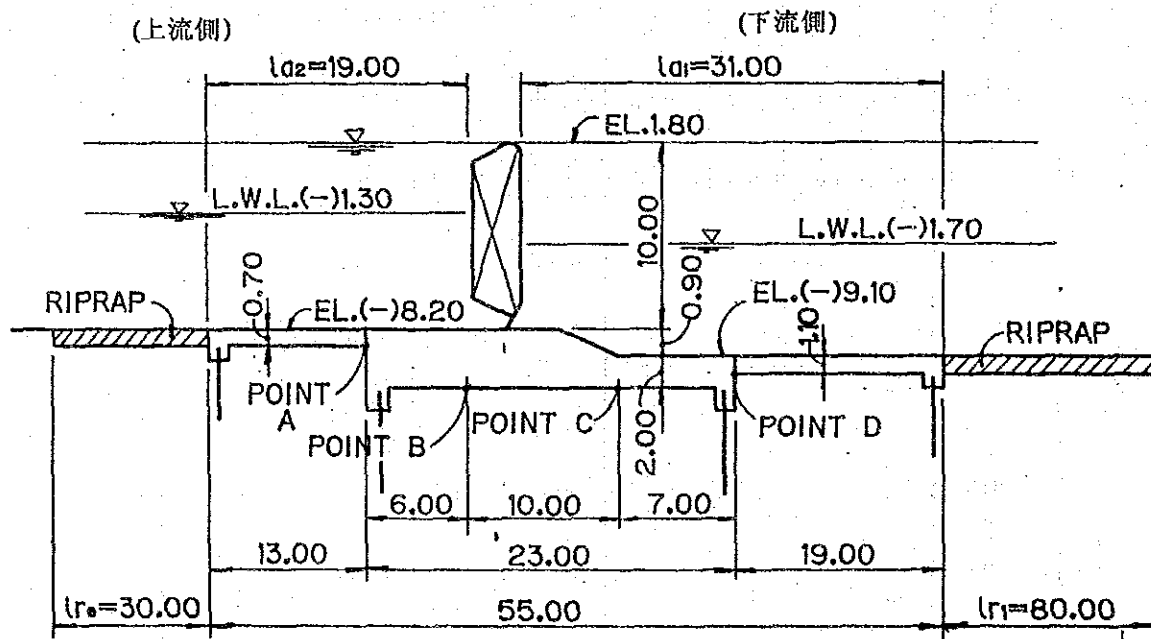 (上流側)
(下流側)
la2=19.00
la1=31.00
EL.1.80
L.W.L.(-)1.30
10.00
L.W.L.(-)1.70
0.70
0.90
RIPRAP
EL.(-)8.20
EL.(-)9.10
1.10
RIPRAP
POINT
A
POINT B
POINT C
2.00
POINT D
6.00
10.00
7.00
13.00
23.00
19.00
lr0=30.00
55.00
lr1=80.00